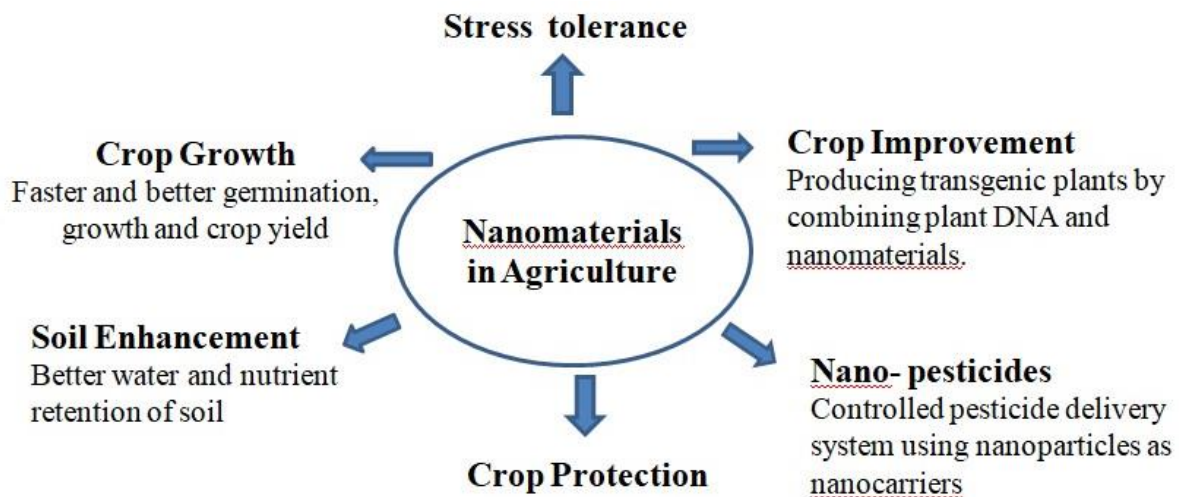 Stress tolerance
Crop Growth
Faster and better germination,
growth and crop yield
Crop Improvement
Producing transgenic plants by
combining plant DNA and
nanomaterials.
Nanomaterials
in Agriculture
Soil Enhancement
Better water and nutrient
retention of soil
Nano- pesticides
Controlled pesticide delivery
system using nanoparticles as
nanocarriers
Crop Protection